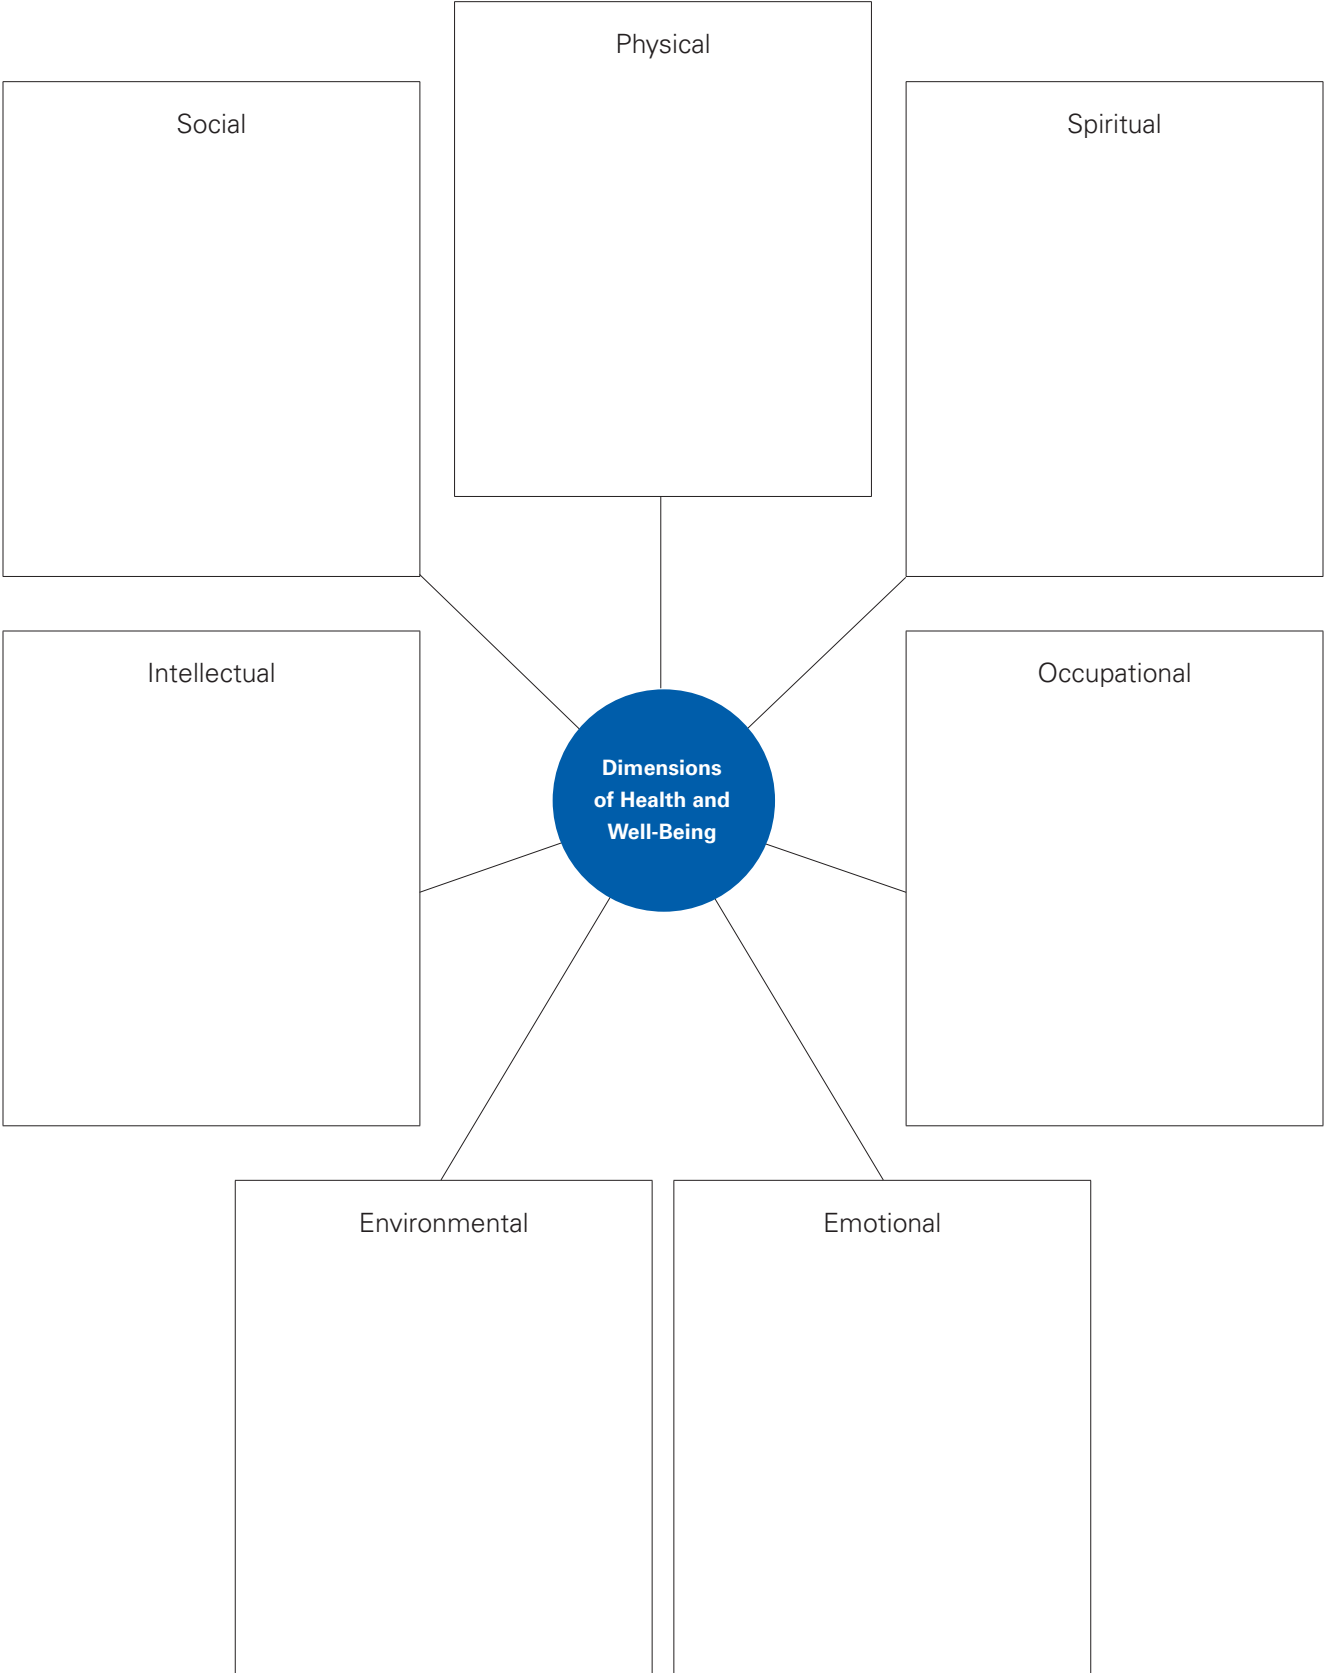 Physical
Social
Spiritual
Intellectual
Occupational
Dimensions
of Health and
Well-Being
Environmental
Emotional